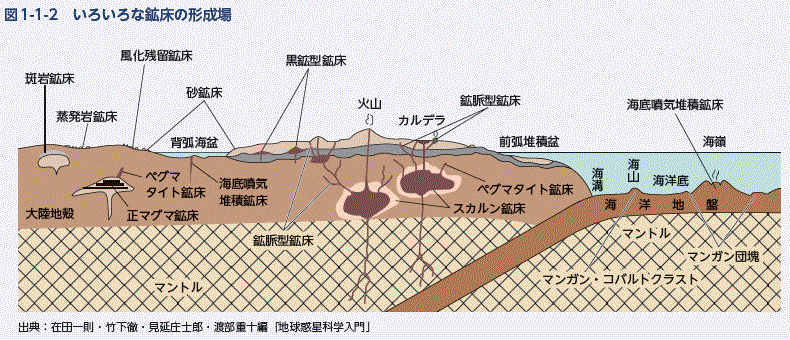 図1-1-2　いろいろな鉱床の形成場
風化残留鉱床
斑岩鉱床
黒鉱型鉱床
砂鉱床
火山
鉱脈型鉱床
海底噴気堆積鉱床
蒸発岩鉱床
カルデラ
背弧海盆
前弧堆積盆
海嶺
海溝
海山
海洋底
ペグマ
タイト鉱床
海底噴気
堆積鉱床
ペグマタイト鉱床
スカルン鉱床
海洋地盤
大陸地殻
正マグマ鉱床
鉱脈型鉱床
マントル
マンガン団塊
マンガン・コバルトクラスト
マントル
出典：在田一則・竹下徹・見延庄士郎・渡部重十編「地球惑星科学入門」